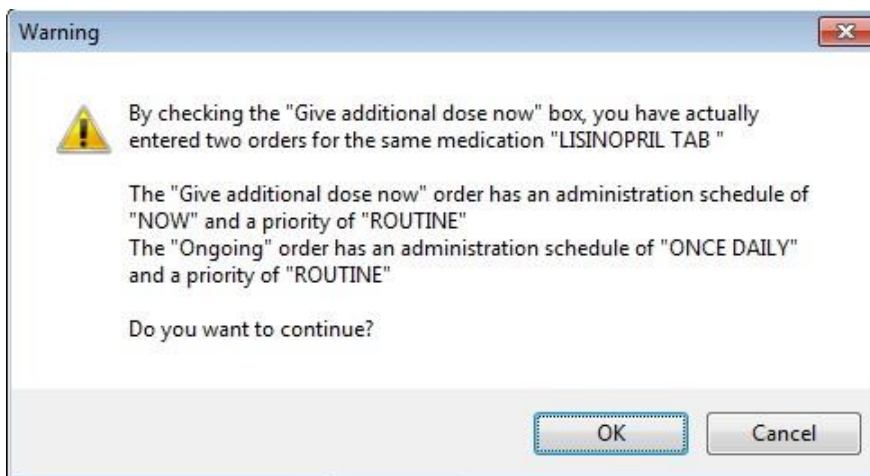 Warning
By checking the "Give additional dose now" box, you have actually
entered two orders for the same medication "LISINOPRIL TAB "
The "Give additional dose now" order has an administration schedule of
"NOW" and a priority of "ROUTINE"
The "Ongoing" order has an administration schedule of "ONCE DAILY"
and a priority of "ROUTINE"
Do you want to continue?
OK
Cancel